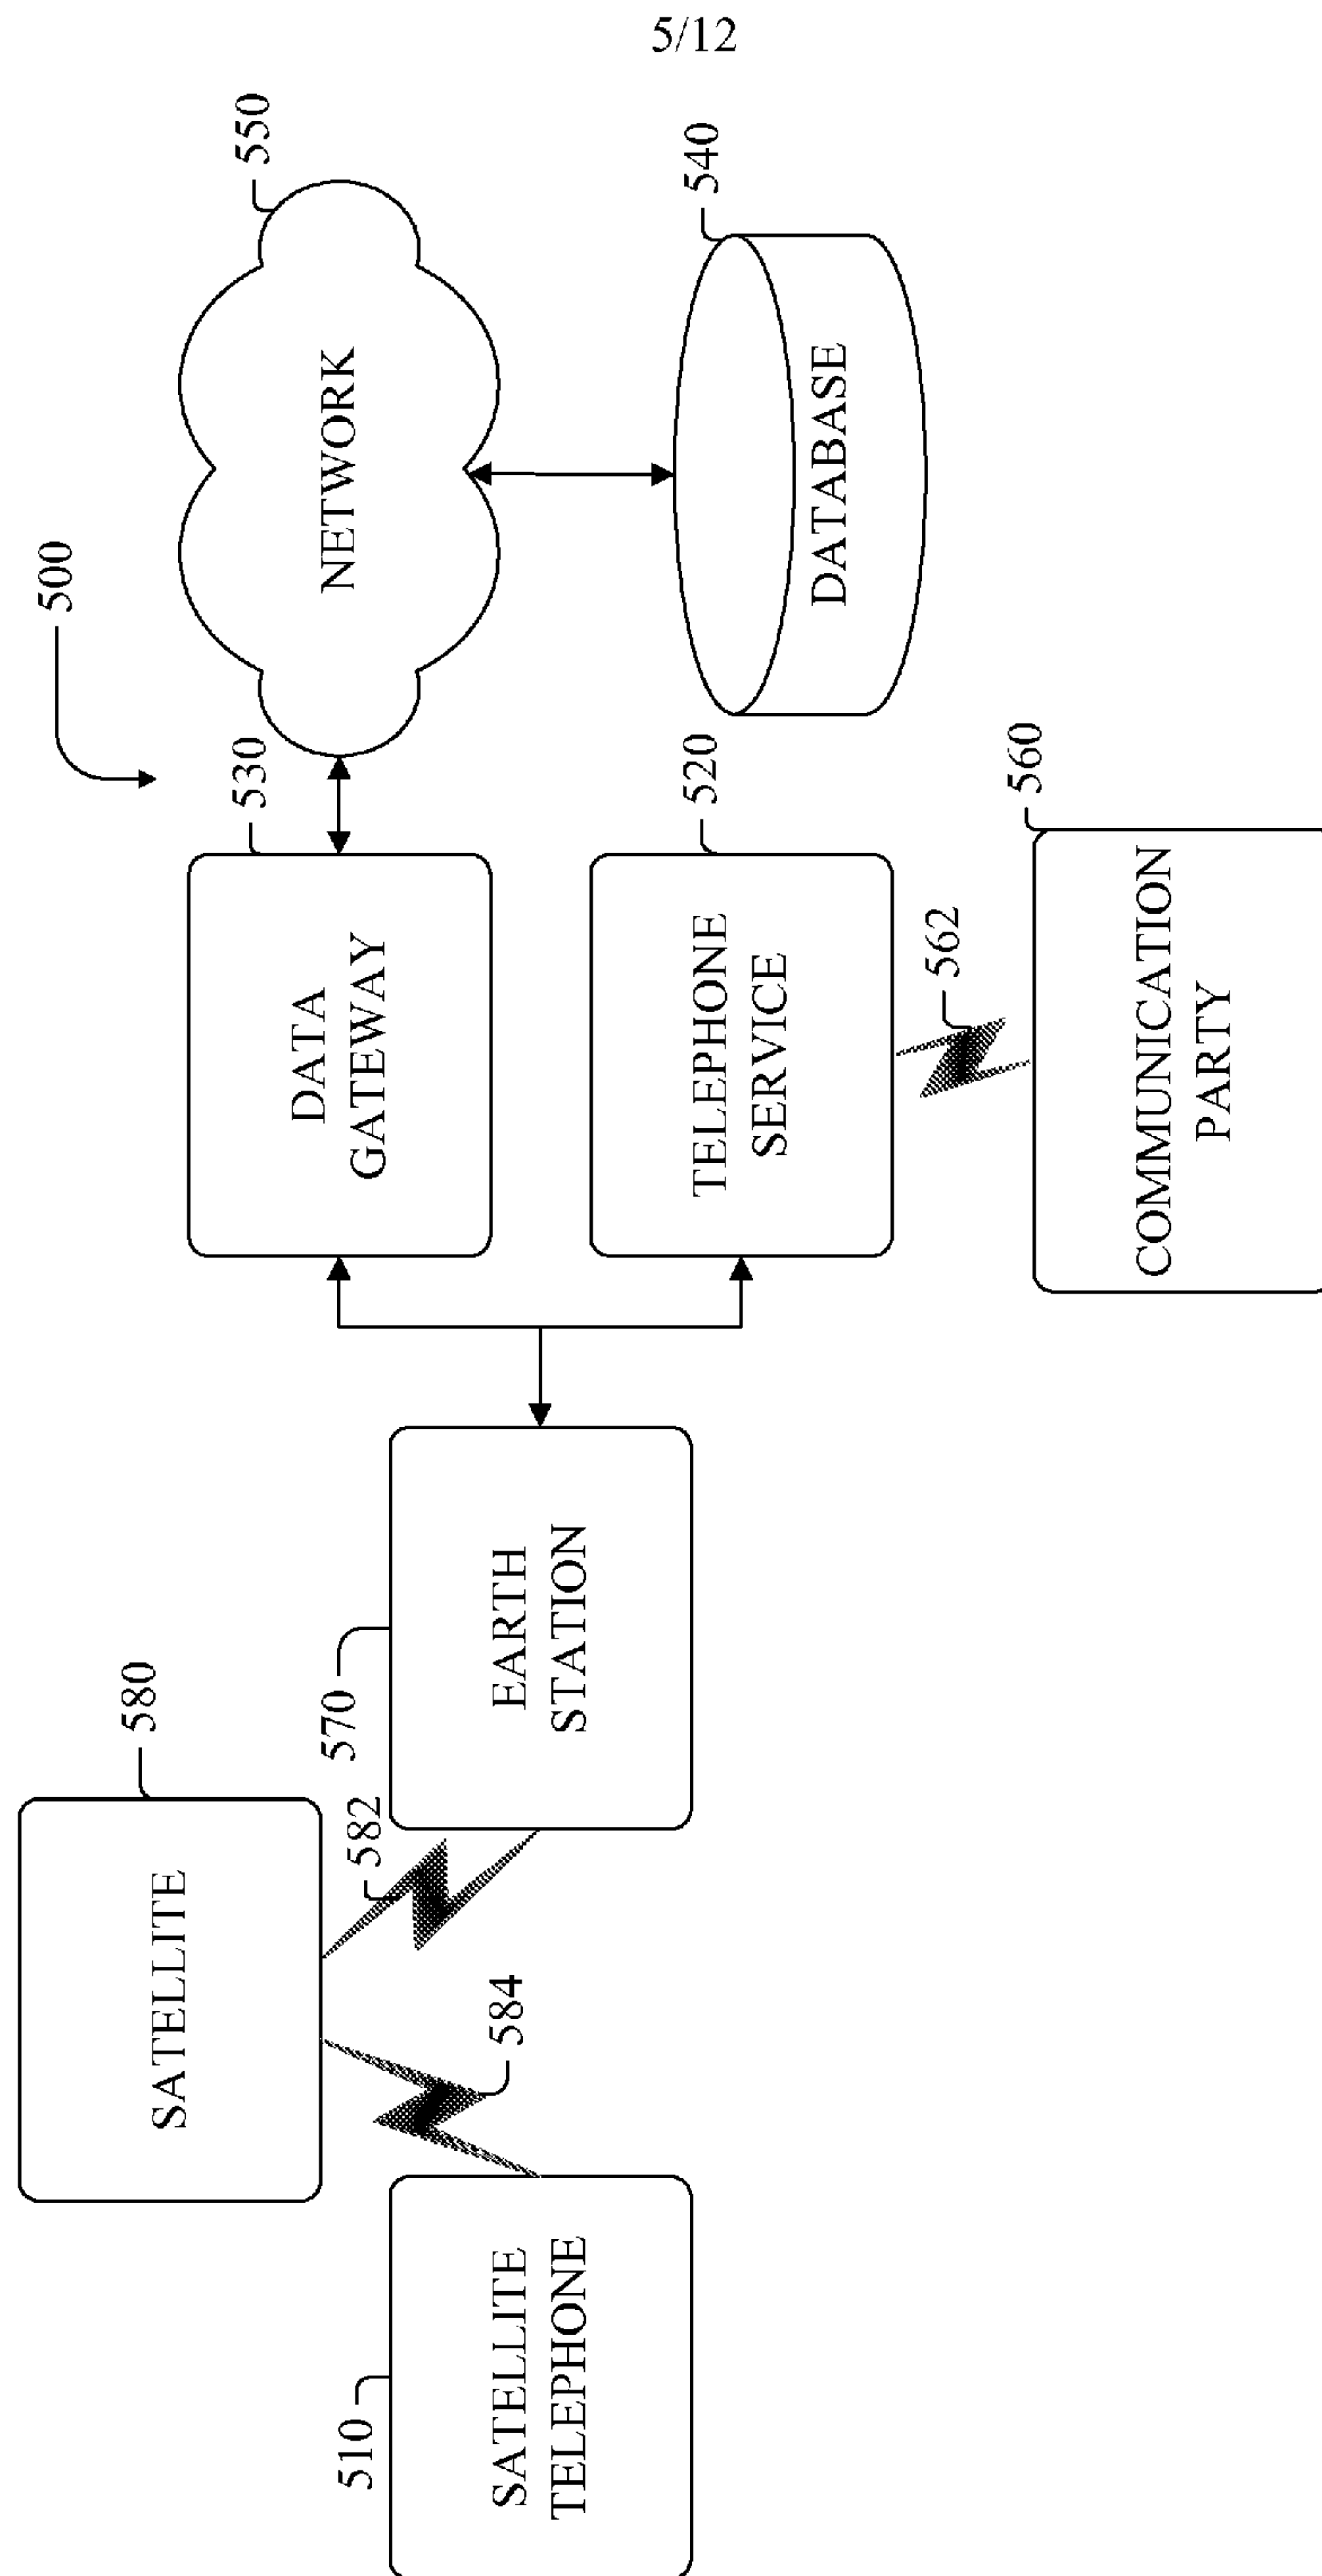 5/12
500
550
NETWORK
540
DATABASE
530
DATA
GATEWAY
520
TELEPHONE
SERVICE
562
560
COMMUNICATION
PARTY
570
EARTH
STATION
580
SATELLITE
582
584
510
SATELLITE
TELEPHONE